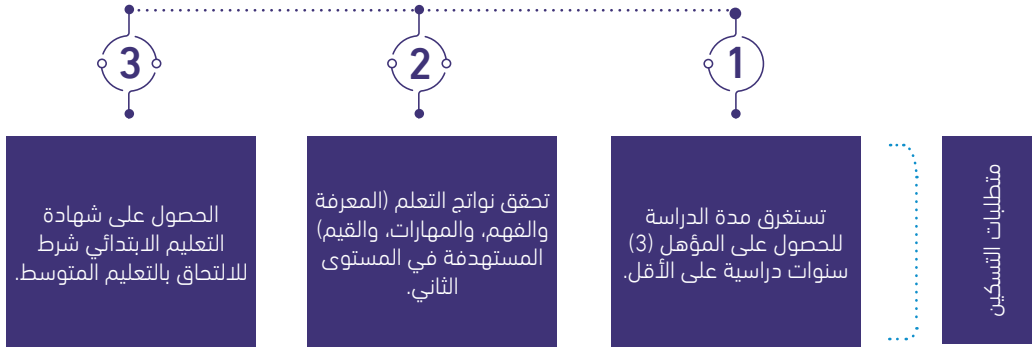 متطلبات التسكين
1
تستغرق مدة الدراسة
للحصول على المؤهل (3)
سنوات دراسية على الأقل.
2
تحقق نواتج التعلم (المعرفة
والفهم، والمهارات، والقيم)
المستهدفة في المستوى
الثاني.
3
الحصول على شهادة
التعليم الابتدائي شرط
للالتحاق بالتعليم المتوسط.